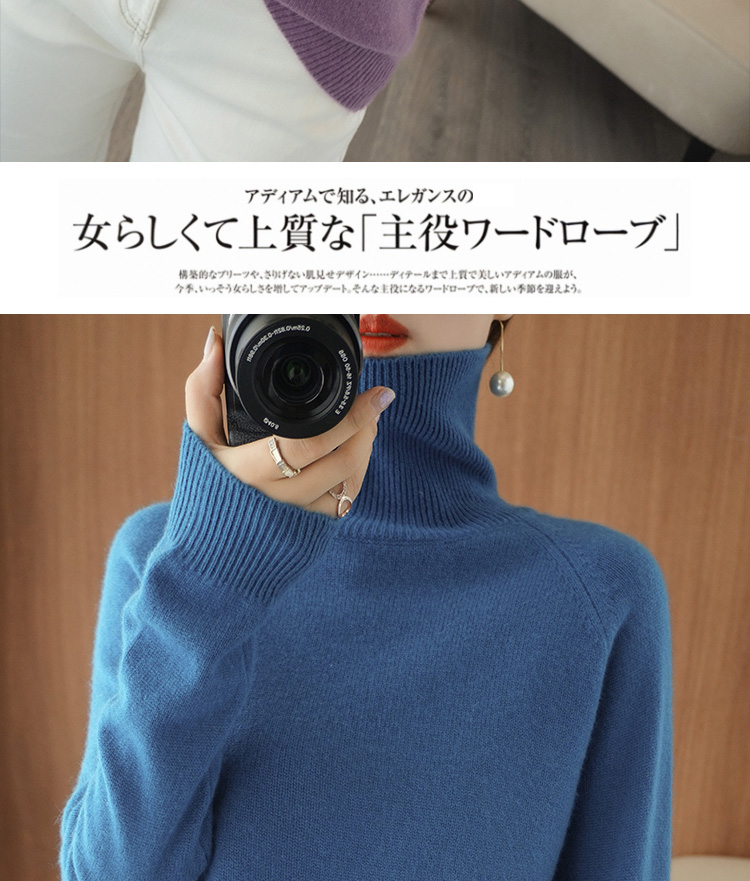 アディアムで知る、エレガンスの
女らしくて上質な「主役ワードローブ」
構築的なプリーツや、さりげない肌見せデザイン……ディテールまで上質で美しいアディアムの服が、
今季、いっそう女らしさを増してアップデート。そんな主役になるワードローブで、新しい季節を迎えよう。